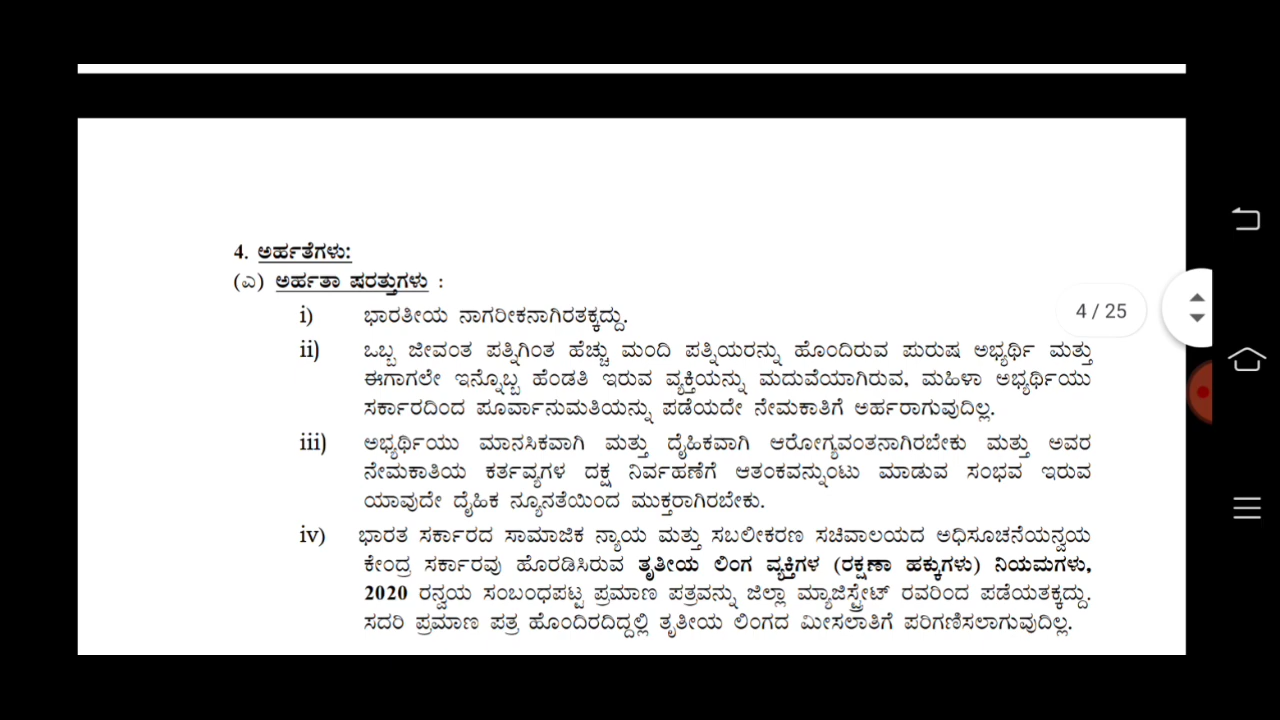 4. ಅರ್ಹತೆಗಳು:
(ಎ) ಅರ್ಹತಾ ಷರತ್ತುಗಳು :
i) ಭಾರತೀಯ ನಾಗರೀಕನಾಗಿರತಕ್ಕದ್ದು.
4 / 25
ii) ಒಬ್ಬ ಜೀವಂತ ಪತ್ನಿಗಿಂತ ಹೆಚ್ಚು ಮಂದಿ ಪತ್ನಿಯರನ್ನು ಹೊಂದಿರುವ ಪುರುಷ ಅಭ್ಯರ್ಥಿ ಮತ್ತು
ಈಗಾಗಲೇ ಇನ್ನೊಬ್ಬ ಹೆಂಡತಿ ಇರುವ ವ್ಯಕ್ತಿಯನ್ನು ಮದುವೆಯಾಗಿರುವ, ಮಹಿಳಾ ಅಭ್ಯರ್ಥಿಯು
ಸರ್ಕಾರದಿಂದ ಪೂರ್ವಾನುಮತಿಯನ್ನು ಪಡೆಯದೇ ನೇಮಕಾತಿಗೆ ಅರ್ಹರಾಗುವುದಿಲ್ಲ.
iii) ಅಭ್ಯರ್ಥಿಯು ಮಾನಸಿಕವಾಗಿ ಮತ್ತು ದೈಹಿಕವಾಗಿ ಆರೋಗ್ಯವಂತನಾಗಿರಬೇಕು ಮತ್ತು ಅವರ
ನೇಮಕಾತಿಯ ಕರ್ತವ್ಯಗಳ ದಕ್ಷ ನಿರ್ವಹಣೆಗೆ ಆತಂಕವನ್ನುಂಟು ಮಾಡುವ ಸಂಭವ ಇರುವ
ಯಾವುದೇ ದೈಹಿಕ ನ್ಯೂನತೆಯಿಂದ ಮುಕ್ತರಾಗಿರಬೇಕು.
iv) ಭಾರತ ಸರ್ಕಾರದ ಸಾಮಾಜಿಕ ನ್ಯಾಯ ಮತ್ತು ಸಬಲೀಕರಣ ಸಚಿವಾಲಯದ ಅಧಿಸೂಚನೆಯನ್ವಯ
ಕೇಂದ್ರ ಸರ್ಕಾರವು ಹೊರಡಿಸಿರುವ ತೃತೀಯ ಲಿಂಗ ವ್ಯಕ್ತಿಗಳ (ರಕ್ಷಣಾ ಹಕ್ಕುಗಳು) ನಿಯಮಗಳು,
2020 ರನ್ವಯ ಸಂಬಂಧಪಟ್ಟ ಪ್ರಮಾಣ ಪತ್ರವನ್ನು ಜಿಲ್ಲಾ ಮ್ಯಾಜಿಸ್ಟ್ರೇಟ್ ರವರಿಂದ ಪಡೆಯತಕ್ಕದ್ದು.
ಸದರಿ ಪ್ರಮಾಣ ಪತ್ರ ಹೊಂದಿರದಿದ್ದಲ್ಲಿ ತೃತೀಯ ಲಿಂಗದ ಮೀಸಲಾತಿಗೆ ಪರಿಗಣಿಸಲಾಗುವುದಿಲ್ಲ.